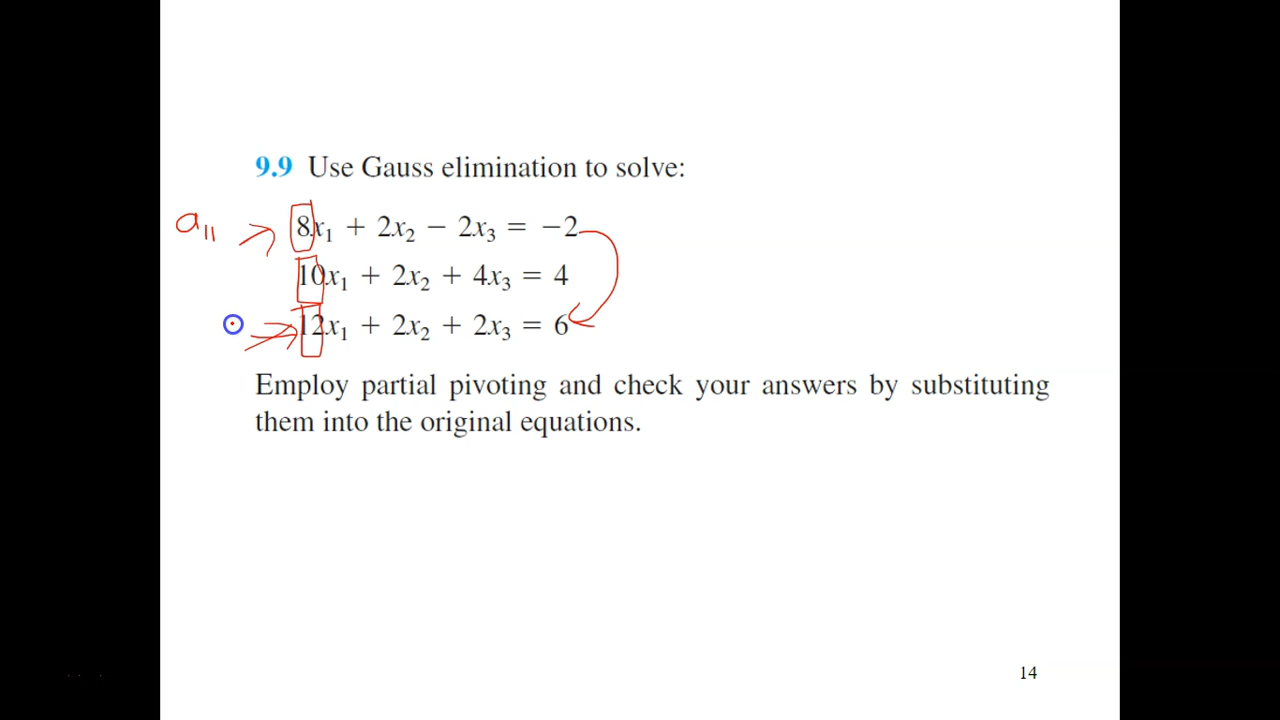 9.9 Use Gauss elimination to solve:
a₁₁ 8x₁ + 2x₂ − 2x₃ = −2
10x₁ + 2x₂ + 4x₃ = 4
12x₁ + 2x₂ + 2x₃ = 6
Employ partial pivoting and check your answers by substituting
them into the original equations.
14